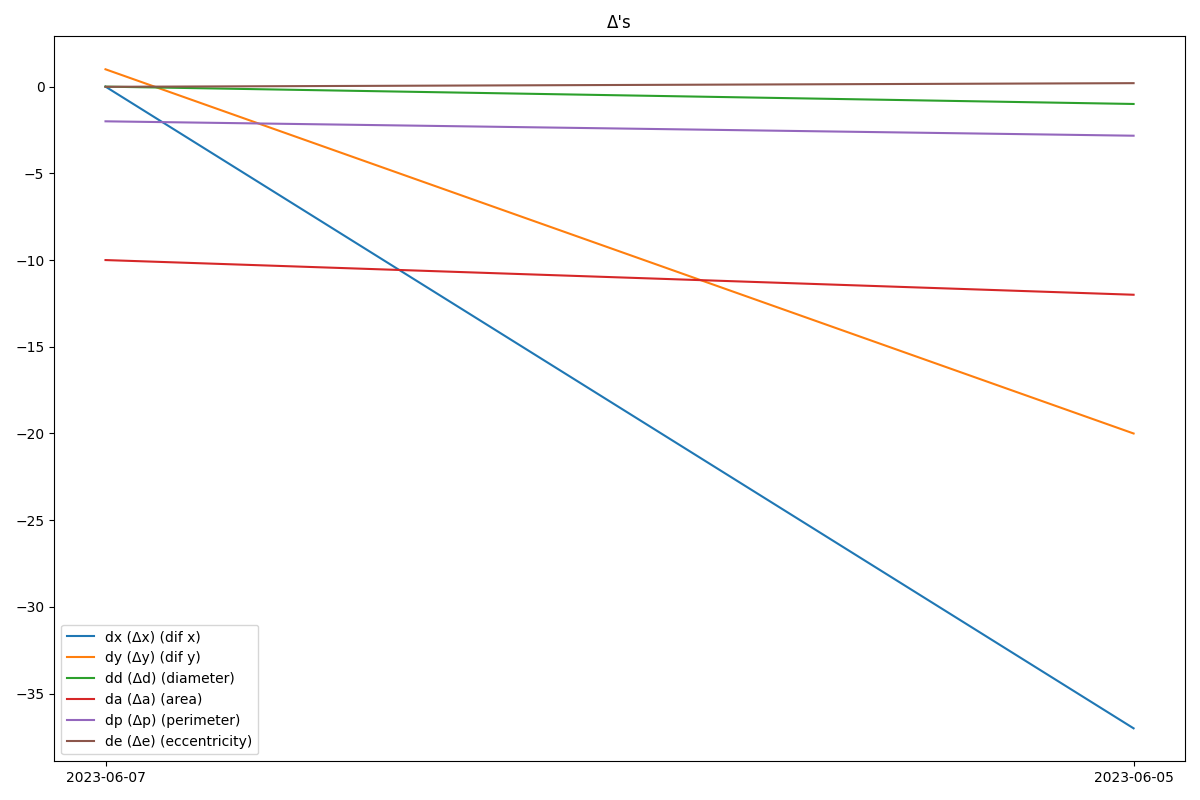 Δ's
0
−5
−10
−15
−20
−25
−30
−35
dx (Δx) (dif x)
dy (Δy) (dif y)
dd (Δd) (diameter)
da (Δa) (area)
dp (Δp) (perimeter)
de (Δe) (eccentricity)
2023-06-07 2023-06-05